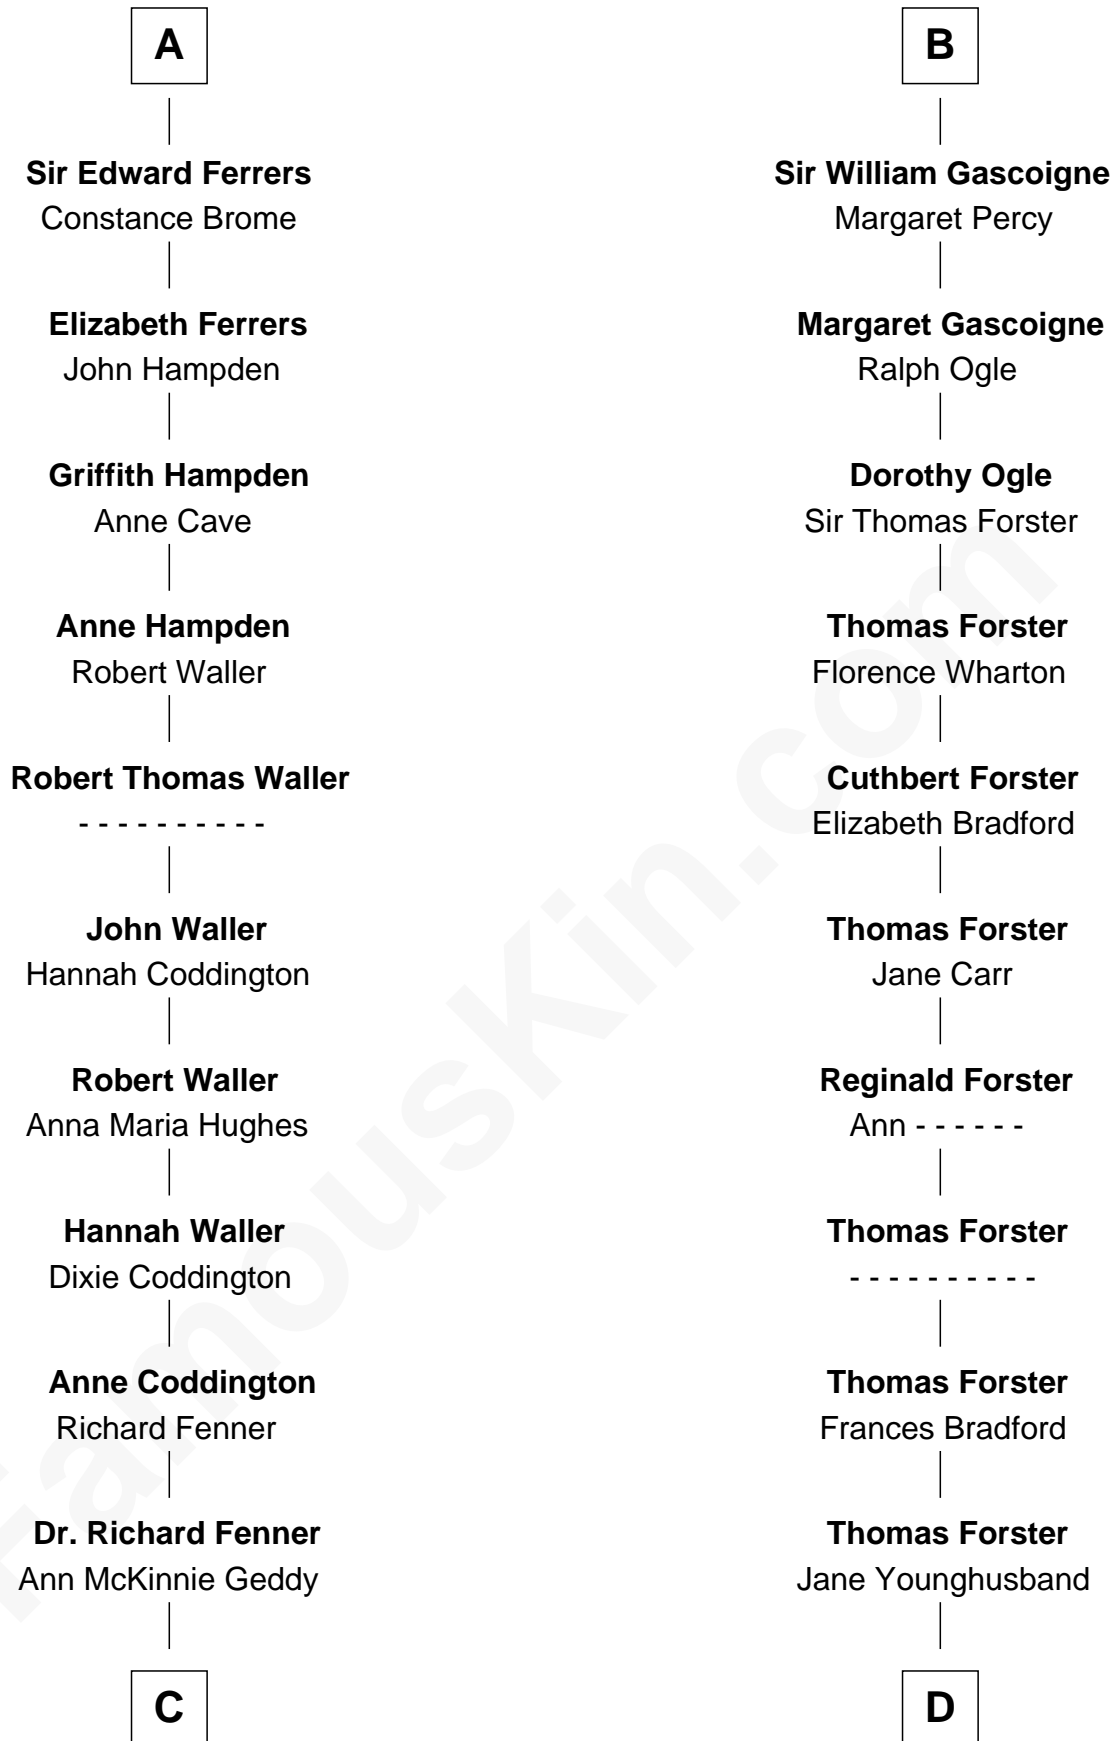 A
Sir Edward Ferrers
Constance Brome
Elizabeth Ferrers
John Hampden
Griffith Hampden
Anne Cave
Anne Hampden
Robert Waller
Robert Thomas Waller
- - - - - - - - - -
John Waller
Hannah Coddington
Robert Waller
Anna Maria Hughes
Hannah Waller
Dixie Coddington
Anne Coddington
Richard Fenner
Dr. Richard Fenner
Ann McKinnie Geddy
C
B
Sir William Gascoigne
Margaret Percy
Margaret Gascoigne
Ralph Ogle
Dorothy Ogle
Sir Thomas Forster
Thomas Forster
Florence Wharton
Cuthbert Forster
Elizabeth Bradford
Thomas Forster
Jane Carr
Reginald Forster
Ann - - - - - -
Thomas Forster
- - - - - - - - - -
Thomas Forster
Frances Bradford
Thomas Forster
Jane Younghusband
D
FamousKin.com